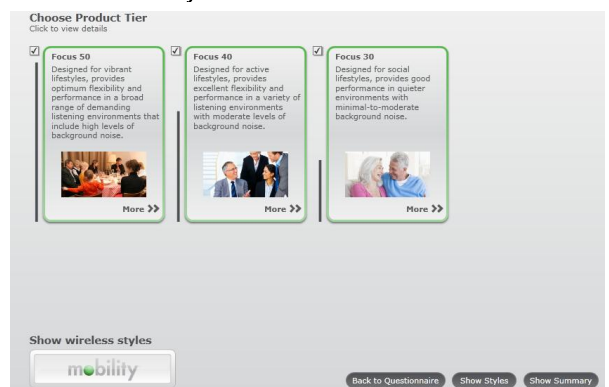 Choose Product Tier
Click to view details
Focus 50
Designed for vibrant
lifestyles, provides
optimum flexibility and
performance in a broad
range of demanding
listening environments that
include high levels of
background noise.
More >>
Focus 40
Designed for active
lifestyles, provides
excellent flexibility and
performance in a variety of
listening environments
with moderate levels of
background noise.
More >>
Focus 30
Designed for social
lifestyles, provides good
performance in quieter
environments with
minimal-to-moderate
background noise.
More >>
Show wireless styles
mobility
Back to Questionnaire
Show Styles
Show Summary